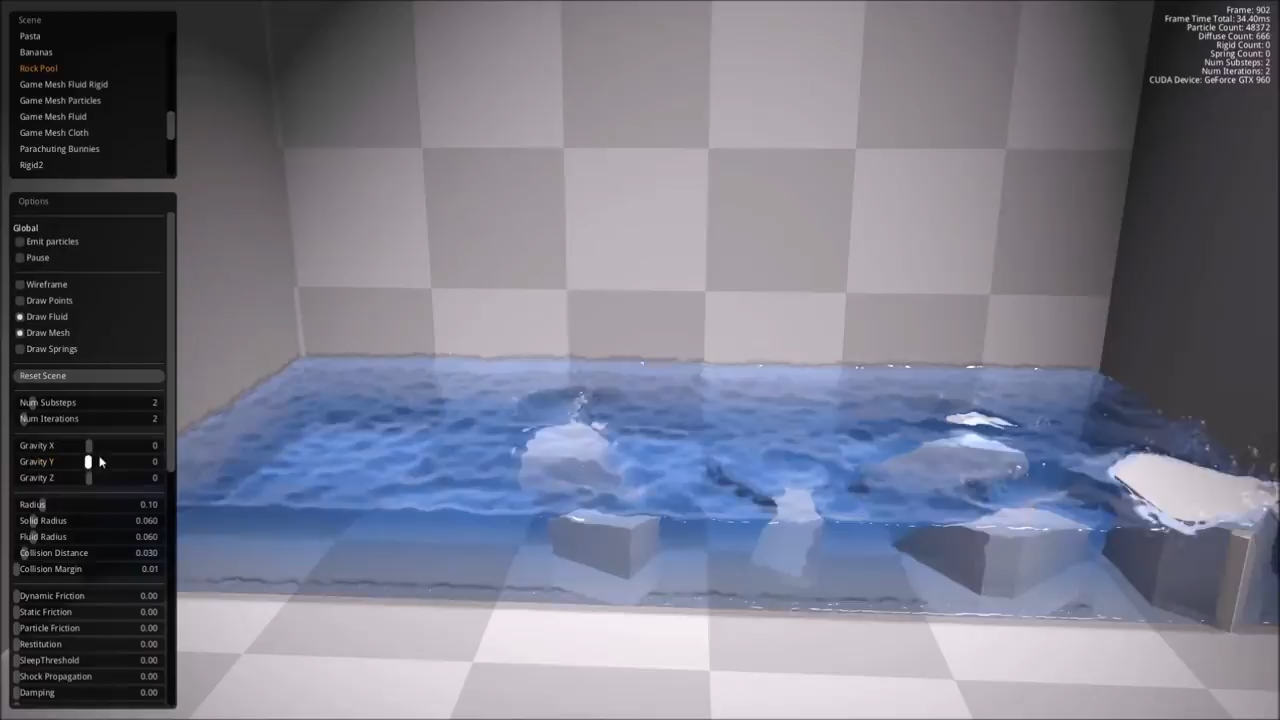 Scene
Pasta
Bananas
Rock Pool
Game Mesh Fluid Rigid
Game Mesh Particles
Game Mesh Fluid
Game Mesh Cloth
Parachuting Bunnies
Rigid2
Options
Global
Emit particles
Pause
Wireframe
Draw Points
Draw Fluid
Draw Mesh
Draw Springs
Reset Scene
Num Substeps 2
Num Iterations 2
Gravity X 0
Gravity Y 0
Gravity Z 0
Radius 0.10
Solid Radius 0.060
Fluid Radius 0.060
Collision Distance 0.030
Collision Margin 0.01
Dynamic Friction 0.00
Static Friction 0.00
Particle Friction 0.00
Restitution 0.00
SleepThreshold 0.00
Shock Propagation 0.00
Damping 0.00
Frame: 902
Frame Time Total: 34.40ms
Particle Count: 48372
Diffuse Count: 666
Rigid Count: 0
Spring Count: 0
Num Substeps: 2
Num Iterations: 2
CUDA Device: GeForce GTX 960